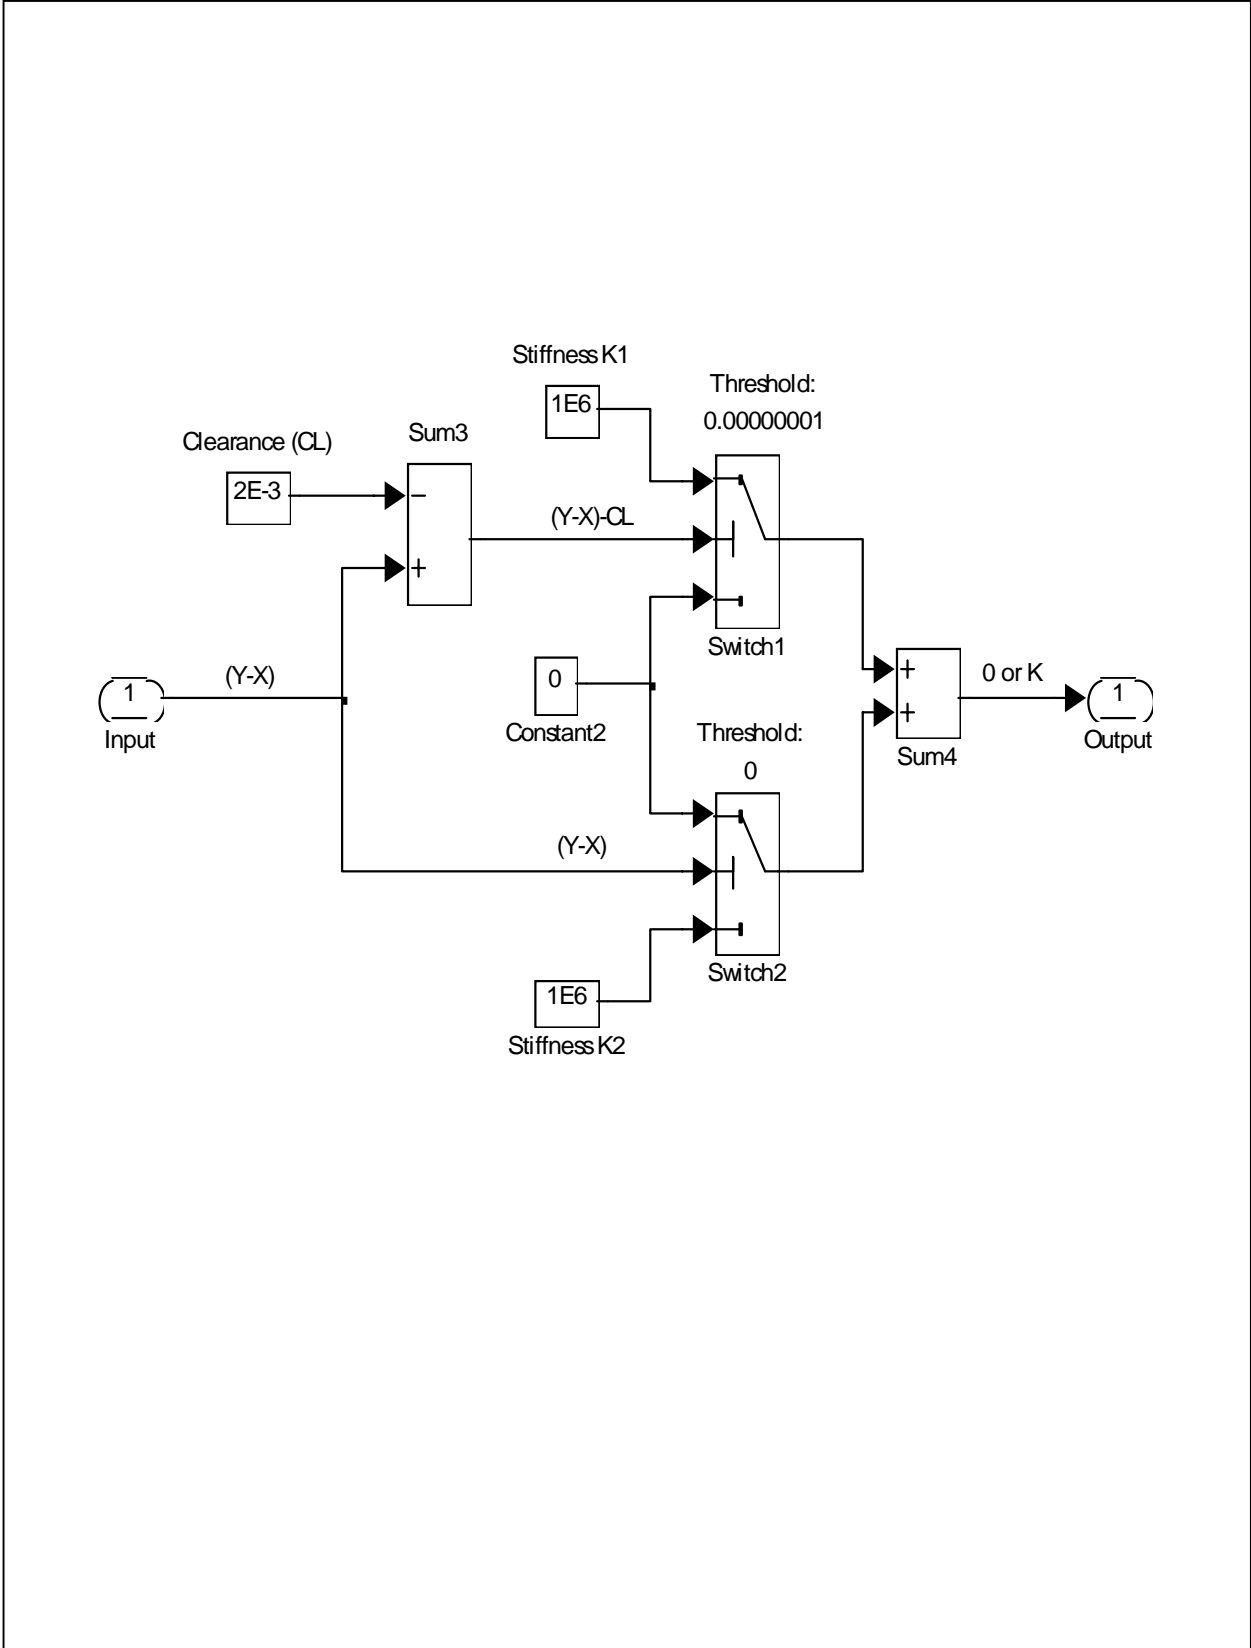 Stiffness K1
1E6
Threshold:
0.00000001
Clearance (CL)
2E-3
Sum3
−
+
(Y-X)-CL
Switch1
(Y-X)
1
Input
0
Constant2
Threshold:
0
+
+
Sum4
0 or K
1
Output
(Y-X)
Switch2
1E6
Stiffness K2